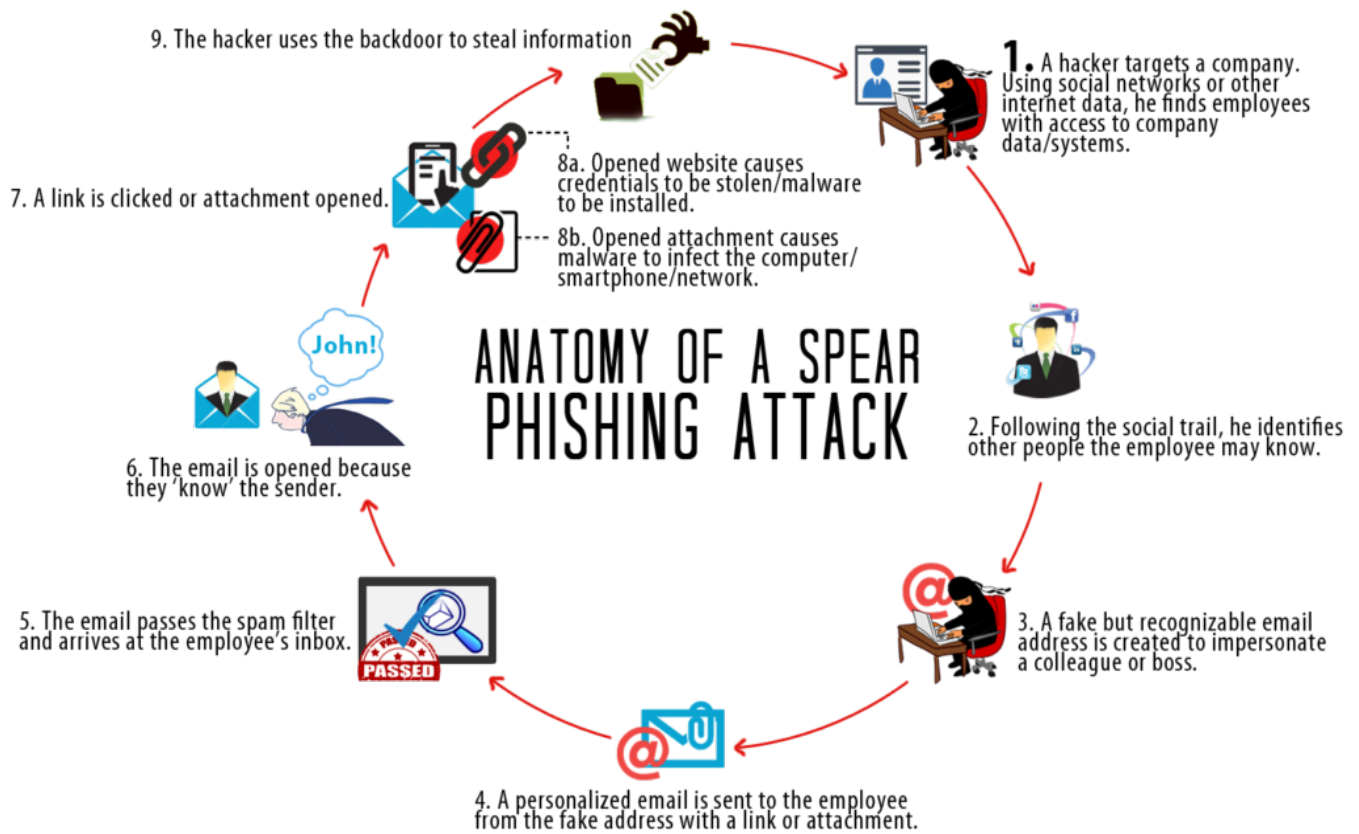 9. The hacker uses the backdoor to steal information
1. A hacker targets a company.
Using social networks or other
internet data, he finds employees
with access to company
data/systems.
7. A link is clicked or attachment opened.
8a. Opened website causes
credentials to be stolen/malware
to be installed.
8b. Opened attachment causes
malware to infect the computer/
smartphone/network.
John!
ANATOMY OF A SPEAR
PHISHING ATTACK
2. Following the social trail, he identifies
other people the employee may know.
6. The email is opened because
they ‘know’ the sender.
5. The email passes the spam filter
and arrives at the employee’s inbox.
PASSED
PASSED
@
3. A fake but recognizable email
address is created to impersonate
a colleague or boss.
@
4. A personalized email is sent to the employee
from the fake address with a link or attachment.